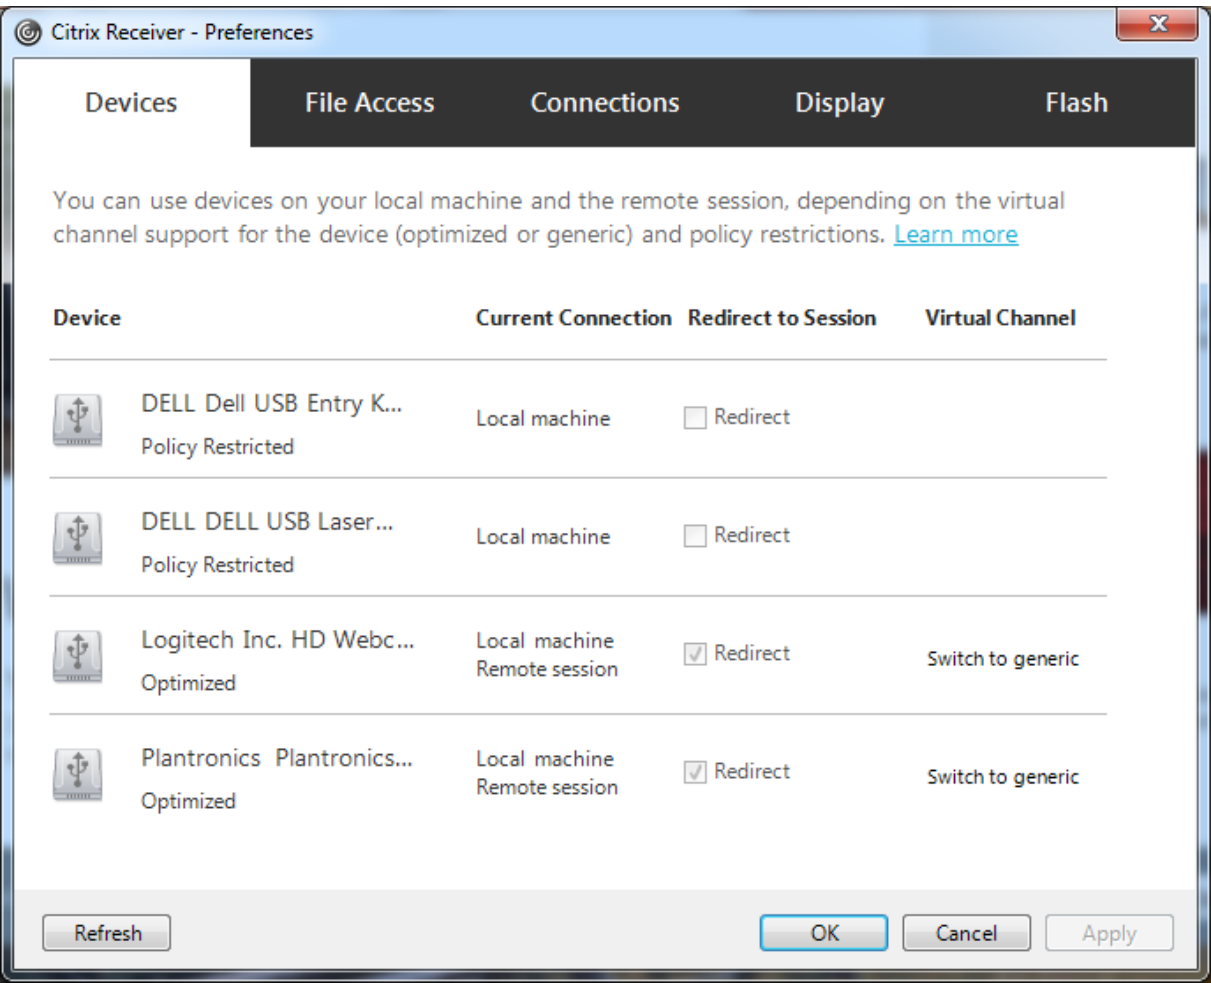 Citrix Receiver - Preferences
Devices File Access Connections Display Flash
You can use devices on your local machine and the remote session, depending on the virtual
channel support for the device (optimized or generic) and policy restrictions. Learn more
Device Current Connection Redirect to Session Virtual Channel
DELL Dell USB Entry K...
Policy Restricted
Local machine
Redirect
DELL DELL USB Laser...
Policy Restricted
Local machine
Redirect
Logitech Inc. HD Webc...
Optimized
Local machine
Remote session
Redirect
Switch to generic
Plantronics Plantronics...
Optimized
Local machine
Remote session
Redirect
Switch to generic
Refresh OK Cancel Apply